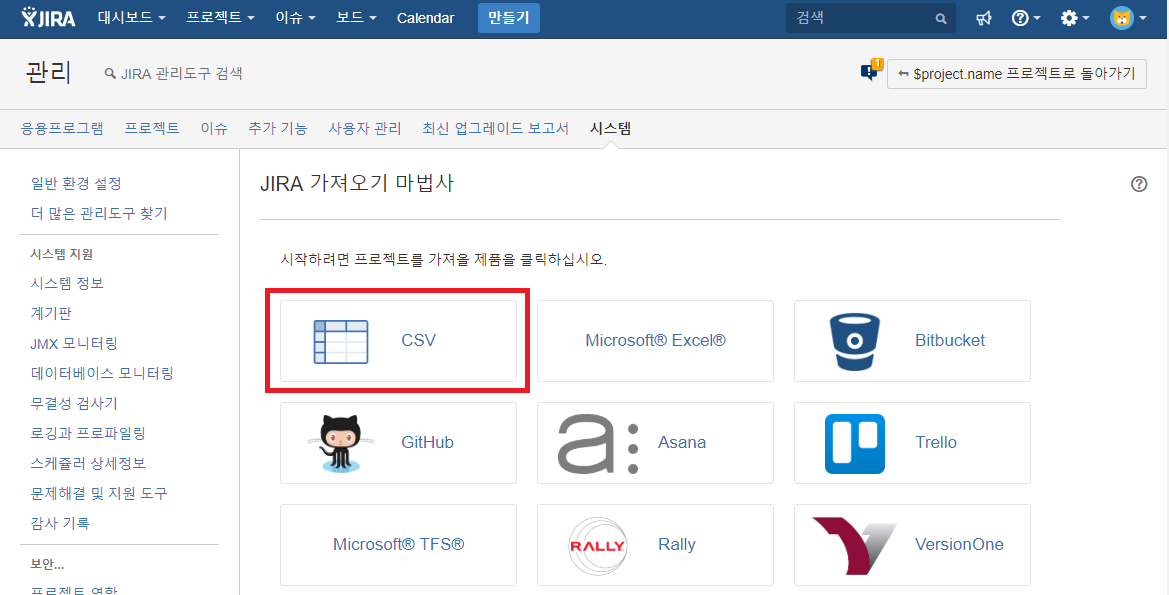 JIRA 대시보드 프로젝트 이슈 보드 Calendar 만들기 검색
관리 JIRA 관리도구 검색 1 $project.name 프로젝트로 돌아가기
응용프로그램 프로젝트 이슈 추가 기능 사용자 관리 최신 업그레이드 보고서 시스템
일반 환경 설정
더 많은 관리도구 찾기
시스템 지원
시스템 정보
계기판
JMX 모니터링
데이터베이스 모니터링
무결성 검사기
로깅과 프로파일링
스케쥴러 상세정보
문제해결 및 지원 도구
감사 기록
보안...
프로젝트 역할
JIRA 가져오기 마법사
시작하려면 프로젝트를 가져올 제품을 클릭하십시오.
CSV Microsoft® Excel® Bitbucket
GitHub a: Asana Trello
Microsoft® TFS® RALLY Rally VersionOne